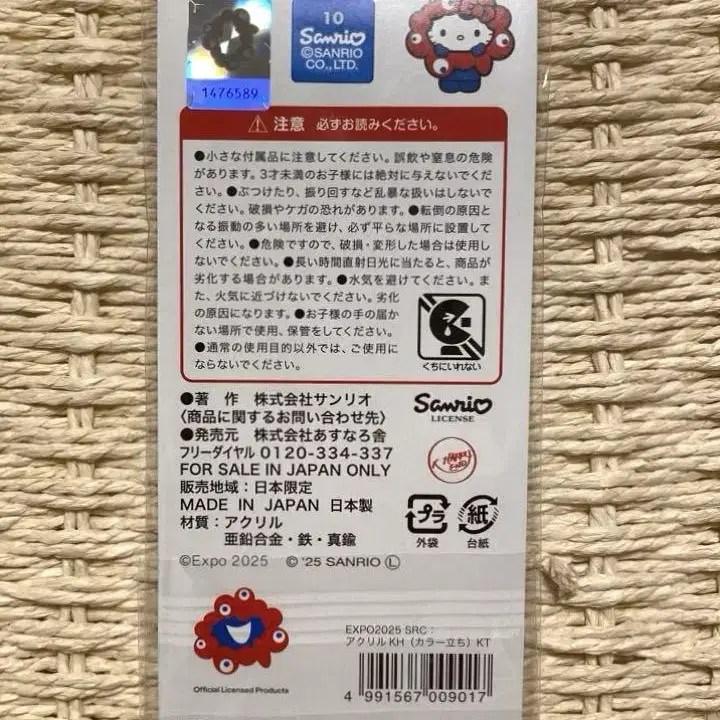 1476589
10
Sanrio
©SANRIO
CO.,LTD.
⚠注意 必ずお読みください。
●小さな付属品に注意してください。誤飲や窒息の危険
があります。3才未満のお子様には絶対に与えないでくだ
さい。●ぶつけたり、振り回すなど乱暴な扱いはしないで
ください。破損やケガの恐れがあります。●転倒の原因と
なる振動の多い場所を避け、必ず平らな場所に設置して
ください。●危険ですので、破損・変形した場合は使用し
ないでください。●長い時間直射日光に当たると、商品が
劣化する場合があります。●水気を避けてください。ま
た、火気に近づけないでください。劣化
の原因になります。●お子様の手の届か
ない場所で使用、保管をしてください。
●通常の使用目的以外では、ご使用に
ならないでください。
くちにいれない
●著 作 株式会社サンリオ
〈商品に関するお問い合わせ先〉
●発売元 株式会社あすなろ舎
フリーダイヤル 0120-334-337
FOR SALE IN JAPAN ONLY
販売地域：日本限定
MADE IN JAPAN 日本製
材質：アクリル
亜鉛合金・鉄・真鍮
Sanrio
LICENSE
プラ
外袋
紙
台紙
©Expo 2025 © '25 SANRIO Ⓛ
Official Licensed Products
EXPO2025 SRC：
アクリルKH（カラー立ち）KT
4 991567 009017